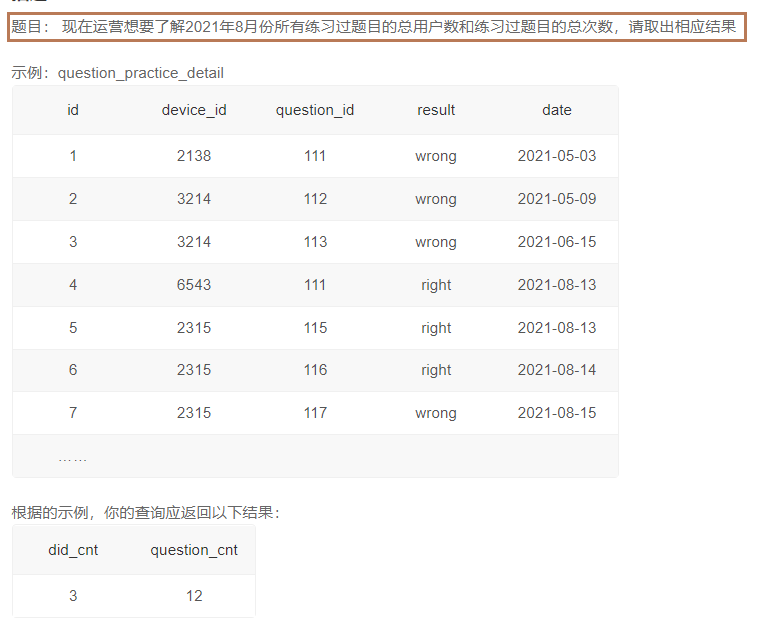 题目： 现在运营想要了解2021年8月份所有练习过题目的总用户数和练习过题目的总次数，请取出相应结果
示例：question_practice_detail
id device_id question_id result date
1 2138 111 wrong 2021-05-03
2 3214 112 wrong 2021-05-09
3 3214 113 wrong 2021-06-15
4 6543 111 right 2021-08-13
5 2315 115 right 2021-08-13
6 2315 116 right 2021-08-14
7 2315 117 wrong 2021-08-15
……
根据的示例，你的查询应返回以下结果：
did_cnt question_cnt
3 12